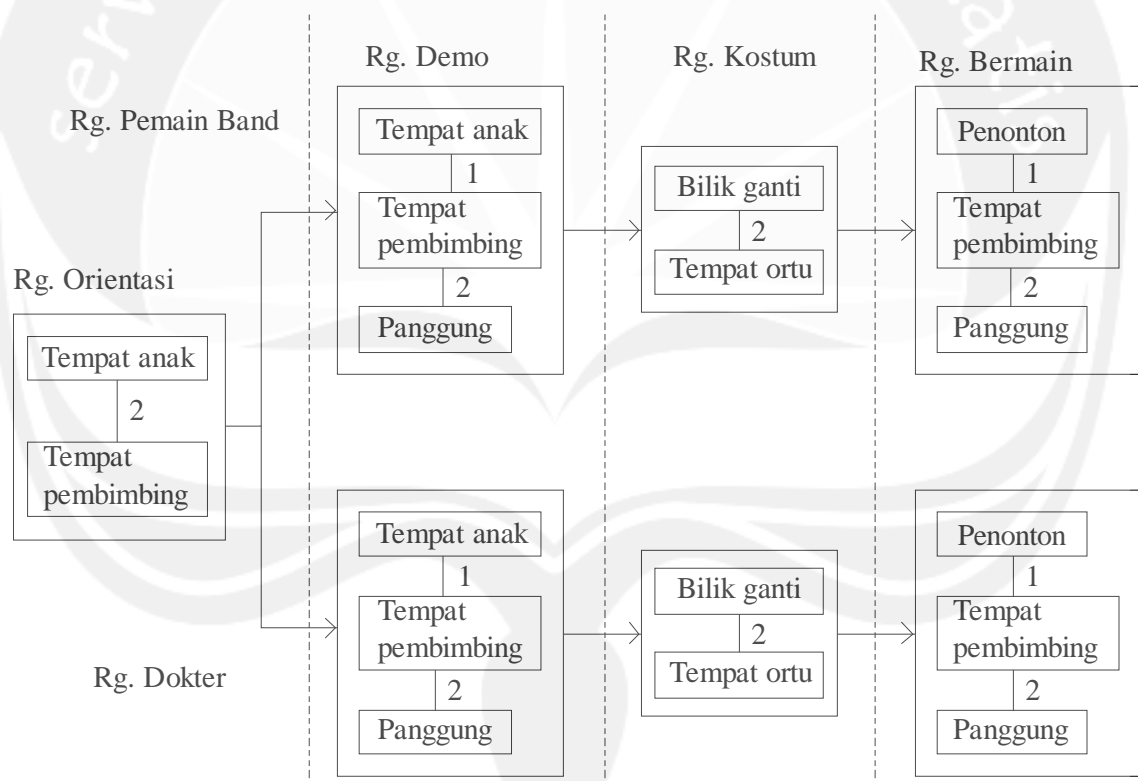 Rg. Demo
Rg. Kostum
Rg. Bermain
Rg. Pemain Band
Tempat anak
1
Tempat
pembimbing
2
Panggung
Bilik ganti
2
Tempat ortu
Penonton
1
Tempat
pembimbing
2
Panggung
Rg. Orientasi
Tempat anak
2
Tempat
pembimbing
Rg. Dokter
Tempat anak
1
Tempat
pembimbing
2
Panggung
Bilik ganti
2
Tempat ortu
Penonton
1
Tempat
pembimbing
2
Panggung